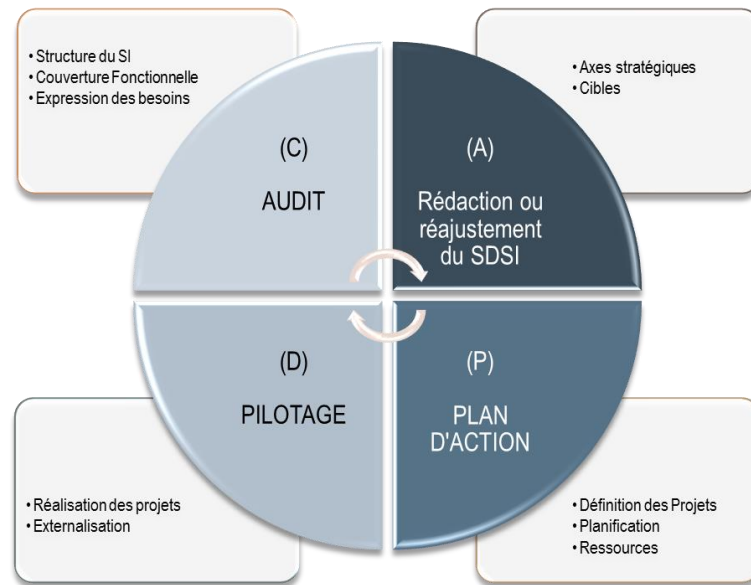 • Structure du SI
• Couverture Fonctionnelle
• Expression des besoins
• Axes stratégiques
• Cibles
(C)
AUDIT
(A)
Rédaction ou
réajustement
du SDSI
(D)
PILOTAGE
(P)
PLAN
D'ACTION
• Réalisation des projets
• Externalisation
• Définition des Projets
• Planification
• Ressources